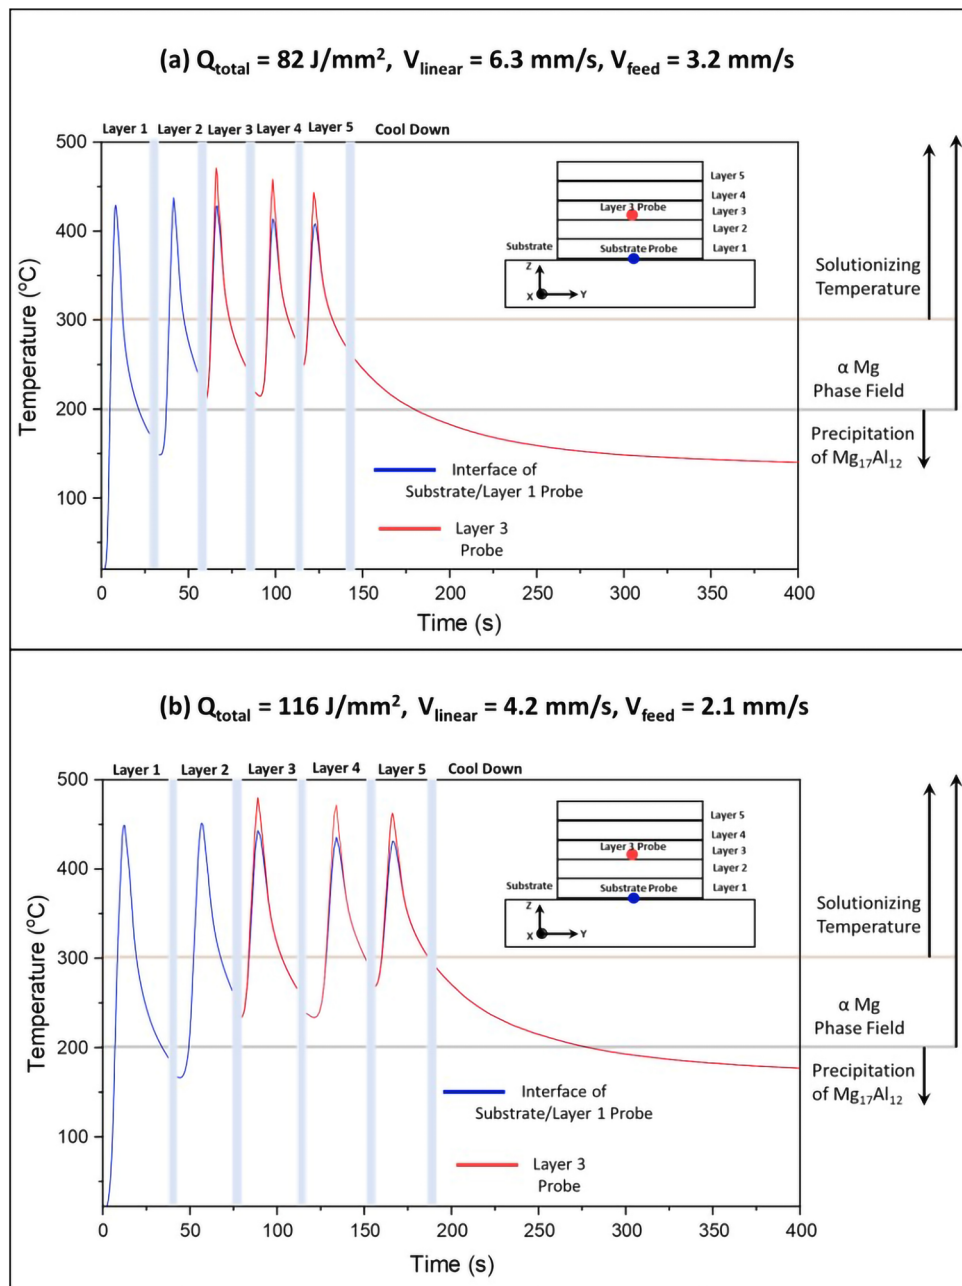 (a) Q_total = 82 J/mm², V_linear = 6.3 mm/s, V_feed = 3.2 mm/s
Layer 1 Layer 2 Layer 3 Layer 4 Layer 5 Cool Down
500
400
300
200
100
Temperature (ºC)
Layer 5
Layer 4
Layer 3 Probe
Layer 3
Layer 2
Substrate
Substrate Probe
Layer 1
Z
X
Y
Solutionizing
Temperature
α Mg
Phase Field
Precipitation
of Mg₁₇Al₁₂
Interface of
Substrate/Layer 1 Probe
Layer 3
Probe
0 50 100 150 200 250 300 350 400
Time (s)
(b) Q_total = 116 J/mm², V_linear = 4.2 mm/s, V_feed = 2.1 mm/s
Layer 1 Layer 2 Layer 3 Layer 4 Layer 5 Cool Down
500
400
300
200
100
Temperature (ºC)
Layer 5
Layer 4
Layer 3 Probe
Layer 3
Layer 2
Substrate
Substrate Probe
Layer 1
Z
X
Y
Solutionizing
Temperature
α Mg
Phase Field
Precipitation
of Mg₁₇Al₁₂
Interface of
Substrate/Layer 1 Probe
Layer 3
Probe
0 50 100 150 200 250 300 350 400
Time (s)